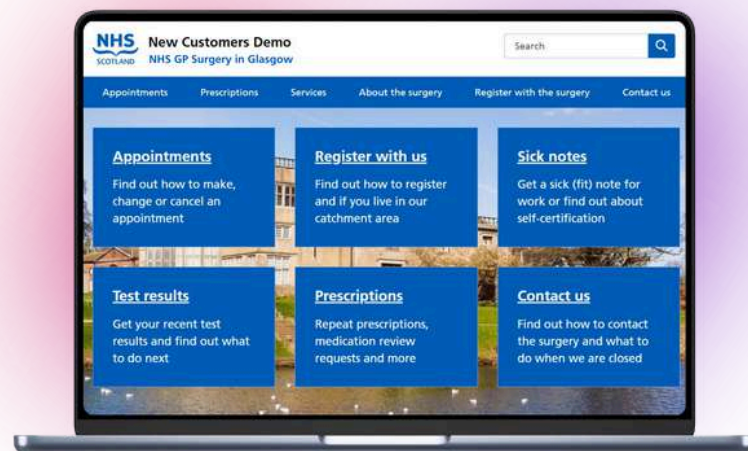 NHS
SCOTLAND
New Customers Demo
NHS GP Surgery in Glasgow
Search
Appointments
Prescriptions
Services
About the surgery
Register with the surgery
Contact us
Appointments
Find out how to make,
change or cancel an
appointment
Register with us
Find out how to register
and if you live in our
catchment area
Sick notes
Get a sick (fit) note for
work or find out about
self-certification
Test results
Get your recent test
results and find out what
to do next
Prescriptions
Repeat prescriptions,
medication review
requests and more
Contact us
Find out how to contact
the surgery and what to
do when we are closed